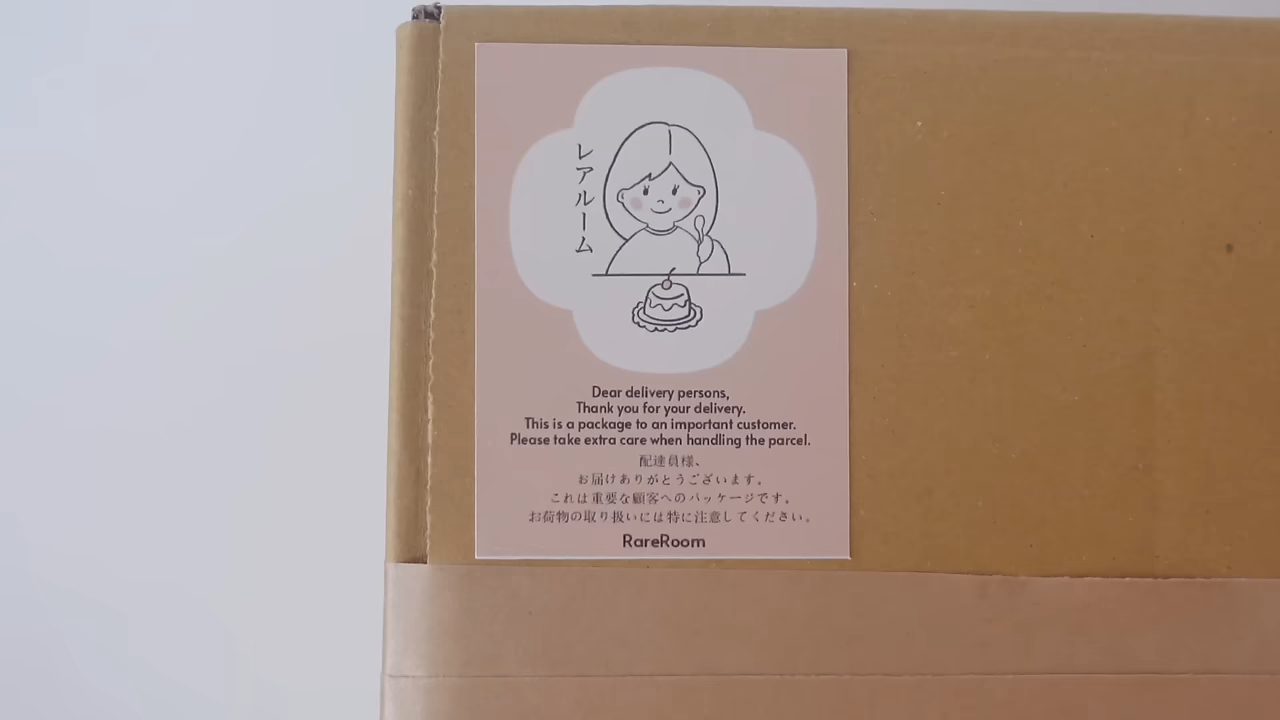 レアルーム
Dear delivery persons,
Thank you for your delivery.
This is a package to an important customer.
Please take extra care when handling the parcel.
配達員様、
お届けありがとうございます。
これは重要な顧客へのパッケージです。
お荷物の取り扱いには特に注意してください。
RareRoom